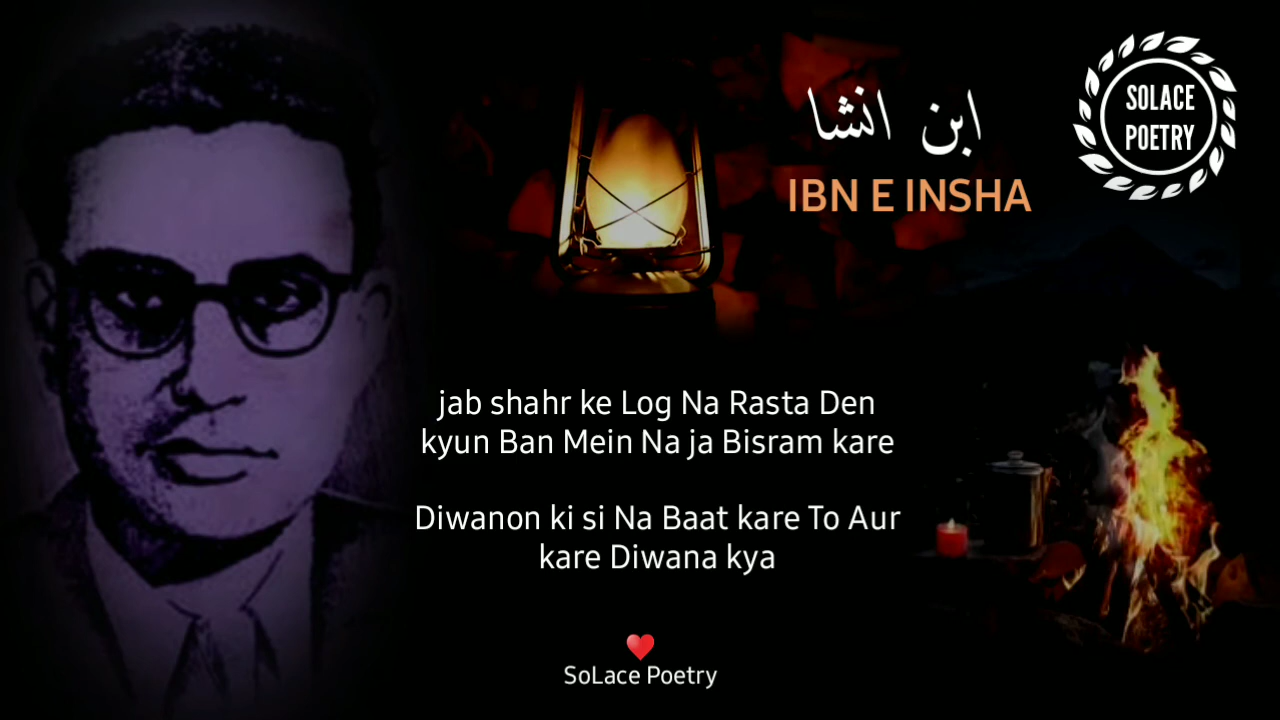 ابن انشا
IBN E INSHA
SOLACE
POETRY
jab shahr ke Log Na Rasta Den
kyun Ban Mein Na ja Bisram kare
Diwanon ki si Na Baat kare To Aur
kare Diwana kya
SoLace Poetry